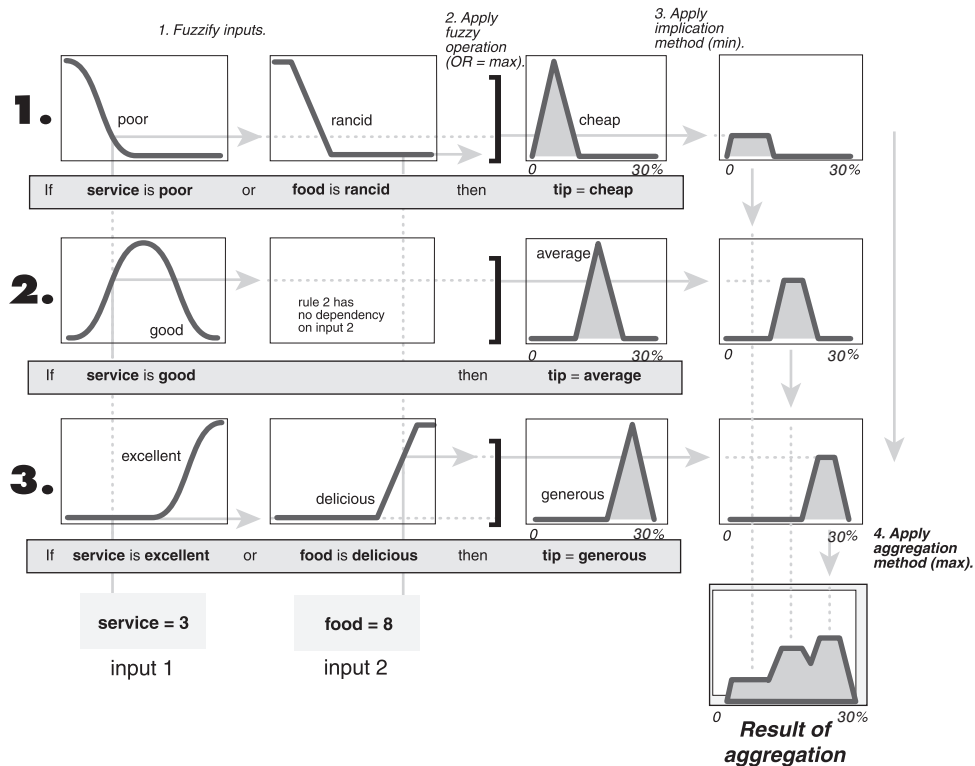 1. Fuzzify inputs.
2. Apply
fuzzy
operation
(OR = max).
3. Apply
implication
method (min).
1.
poor
rancid
cheap
0 30%
0 30%
If service is poor or food is rancid then tip = cheap
2.
good
rule 2 has
no dependency
on input 2
average
0 30%
0 30%
If service is good then tip = average
3.
excellent
delicious
generous
0 30%
0 30%
If service is excellent or food is delicious then tip = generous
4. Apply
aggregation
method (max).
service = 3
food = 8
input 1
input 2
0 30%
Result of
aggregation